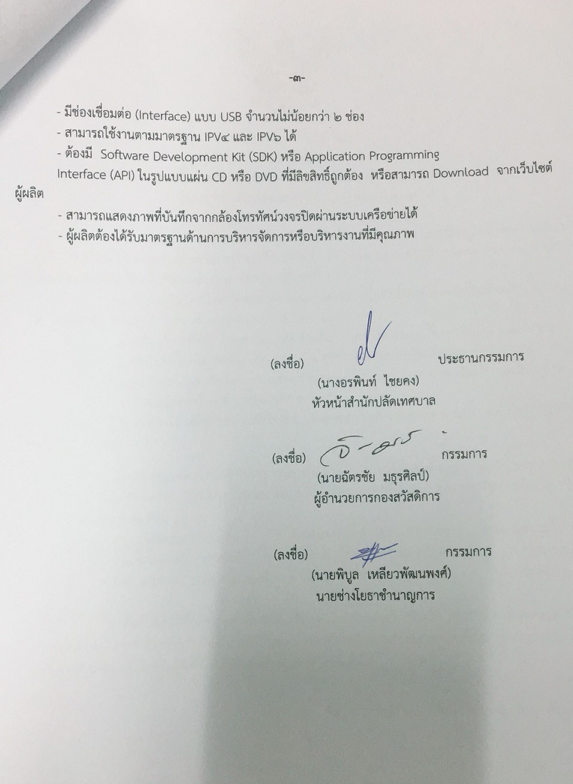 -๓-
- มีช่องเชื่อมต่อ (Interface) แบบ USB จำนวนไม่น้อยกว่า ๒ ช่อง
- สามารถใช้งานตามมาตรฐาน IPV๔ และ IPV๖ ได้
- ต้องมี Software Development Kit (SDK) หรือ Application Programming
Interface (API) ในรูปแบบแผ่น CD หรือ DVD ที่มีลิขสิทธิ์ถูกต้อง หรือสามารถ Download จากเว็บไซต์
ผู้ผลิต
- สามารถแสดงภาพที่บันทึกจากกล้องโทรทัศน์วงจรปิดผ่านระบบเครือข่ายได้
- ผู้ผลิตต้องได้รับมาตรฐานด้านการบริหารจัดการหรือบริหารงานที่มีคุณภาพ
(ลงชื่อ) ประธานกรรมการ
(นางอรพินท์ ไชยคง)
หัวหน้าสำนักปลัดเทศบาล
(ลงชื่อ) กรรมการ
(นายฉัตรชัย มธุรศิลป์)
ผู้อำนวยการกองสวัสดิการ
(ลงชื่อ) กรรมการ
(นายพิบูล เหลียวพัฒนพงศ์)
นายช่างโยธาชำนาญการ